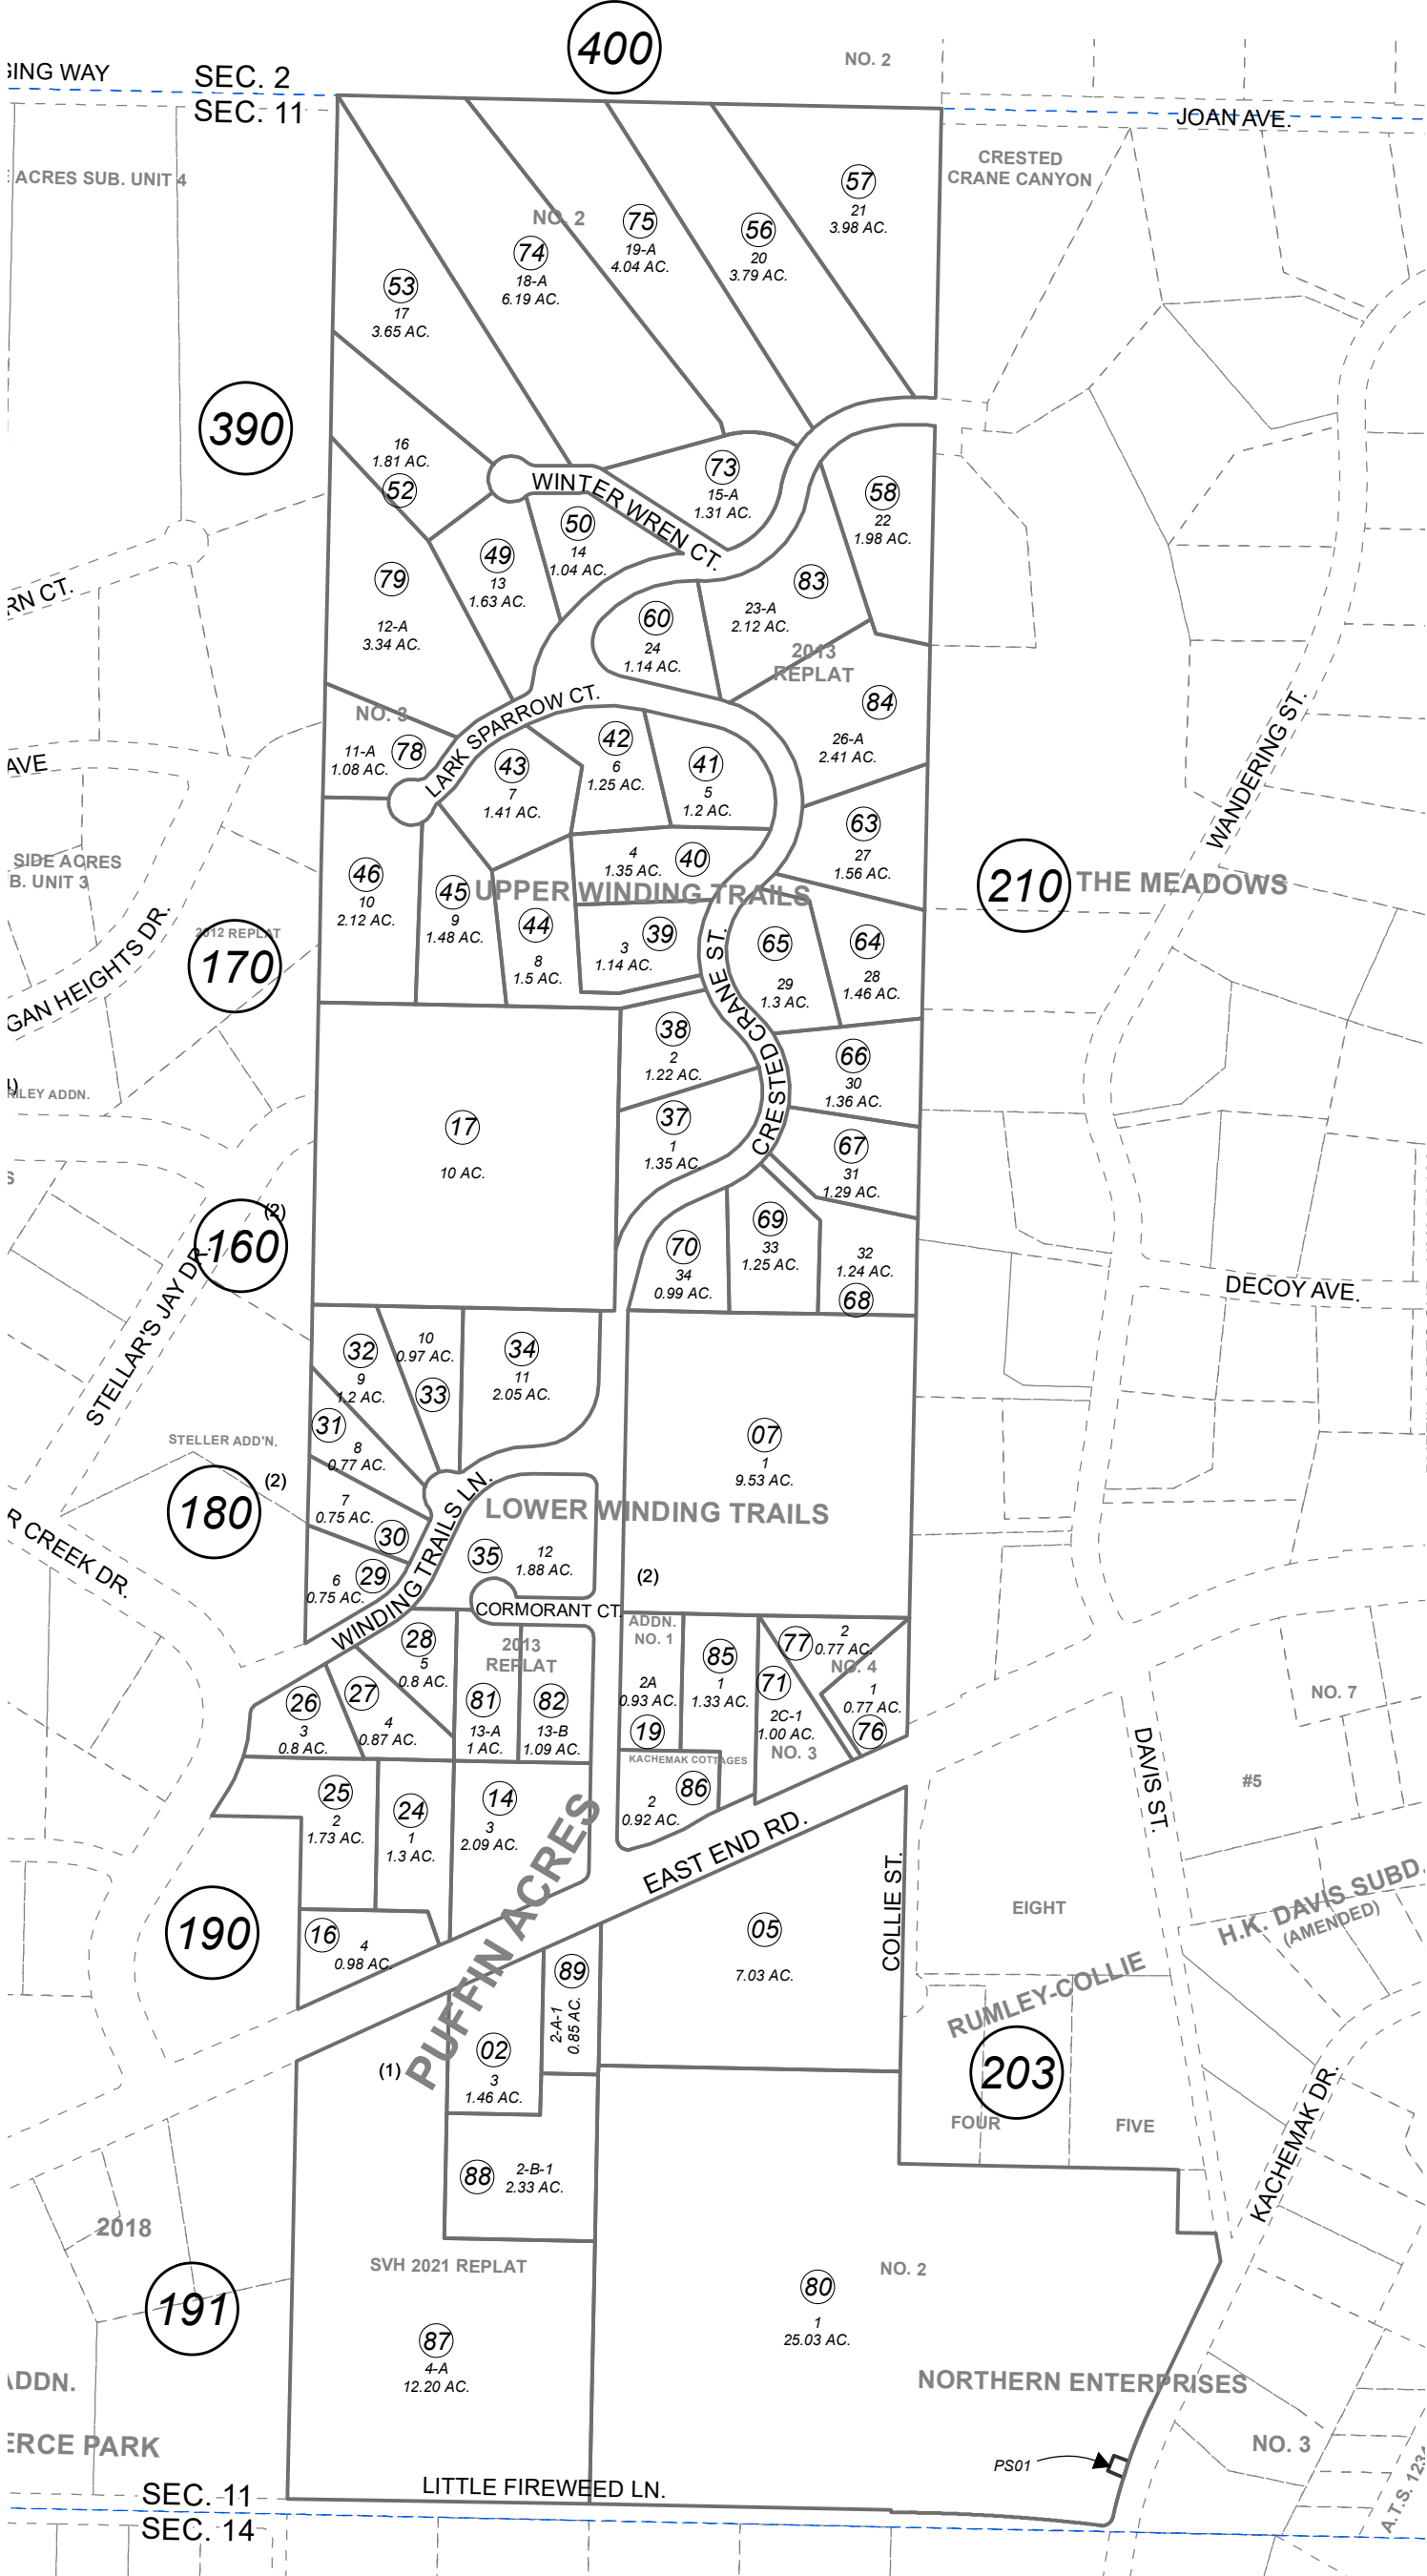 400
NO. 2
GING WAY
SEC. 2
SEC. 11
JOAN AVE.
CRESTED
CRANE CANYON
ACRES SUB. UNIT 4
57
21
3.98 AC.
NO. 2
75
19-A
4.04 AC.
56
20
3.79 AC.
74
18-A
6.19 AC.
53
17
3.65 AC.
390
16
1.81 AC.
52
WINTER WREN CT.
73
15-A
1.31 AC.
58
22
1.98 AC.
50
14
1.04 AC.
49
13
1.63 AC.
79
12-A
3.34 AC.
83
23-A
2.12 AC.
RN CT.
60
24
1.14 AC.
2013
REPLAT
84
26-A
2.41 AC.
NO. 3
11-A
1.08 AC.
78
LARK SPARROW CT.
42
6
1.25 AC.
41
5
1.2 AC.
43
7
1.41 AC.
AVE
WANDERING ST.
63
27
1.56 AC.
4
1.35 AC.
40
SIDE ACRES
B. UNIT 3
46
10
2.12 AC.
45
9
1.48 AC.
UPPER WINDING TRAILS
210
THE MEADOWS
44
8
1.5 AC.
39
3
1.14 AC.
65
29
1.3 AC.
64
28
1.46 AC.
2012 REPLAT
170
GAN HEIGHTS DR.
CRESTED CRANE ST.
38
2
1.22 AC.
66
30
1.36 AC.
RILEY ADDN.
17
10 AC.
37
1
1.35 AC.
67
31
1.29 AC.
S
(2)
160
STELLAR'S JAY DR.
69
33
1.25 AC.
70
34
0.99 AC.
32
1.24 AC.
68
DECOY AVE.
32
9
1.2 AC.
10
0.97 AC.
33
34
11
2.05 AC.
31
8
0.77 AC.
07
1
9.53 AC.
STELLER ADD'N.
(2)
180
R CREEK DR.
7
0.75 AC.
30
WINDING TRAILS LN.
LOWER WINDING TRAILS
35
12
1.88 AC.
6
0.75 AC.
29
(2)
CORMORANT CT.
ADDN.
NO. 1
28
5
0.8 AC.
2013
REPLAT
85
1
1.33 AC.
77
2
0.77 AC.
NO. 4
1
0.77 AC.
76
71
2C-1
1.00 AC.
NO. 3
2A
0.93 AC.
19
26
3
0.8 AC.
27
4
0.87 AC.
81
13-A
1 AC.
82
13-B
1.09 AC.
NO. 7
DAVIS ST.
KACHEMAK COTTAGES
86
2
0.92 AC.
#5
25
2
1.73 AC.
24
1
1.3 AC.
14
3
2.09 AC.
EAST END RD.
COLLIE ST.
PUFFIN ACRES
190
16
4
0.98 AC.
05
7.03 AC.
EIGHT
H.K. DAVIS SUBD.
(AMENDED)
RUMLEY-COLLIE
89
2-A-1
0.85 AC.
02
3
1.46 AC.
(1)
203
FOUR
FIVE
KACHEMAK DR.
88
2-B-1
2.33 AC.
2018
SVH 2021 REPLAT
NO. 2
80
1
25.03 AC.
191
87
4-A
12.20 AC.
ADDN.
NORTHERN ENTERPRISES
ERCE PARK
NO. 3
PS01
LITTLE FIREWEED LN.
A.T.S. 1234
SEC. 11
SEC. 14